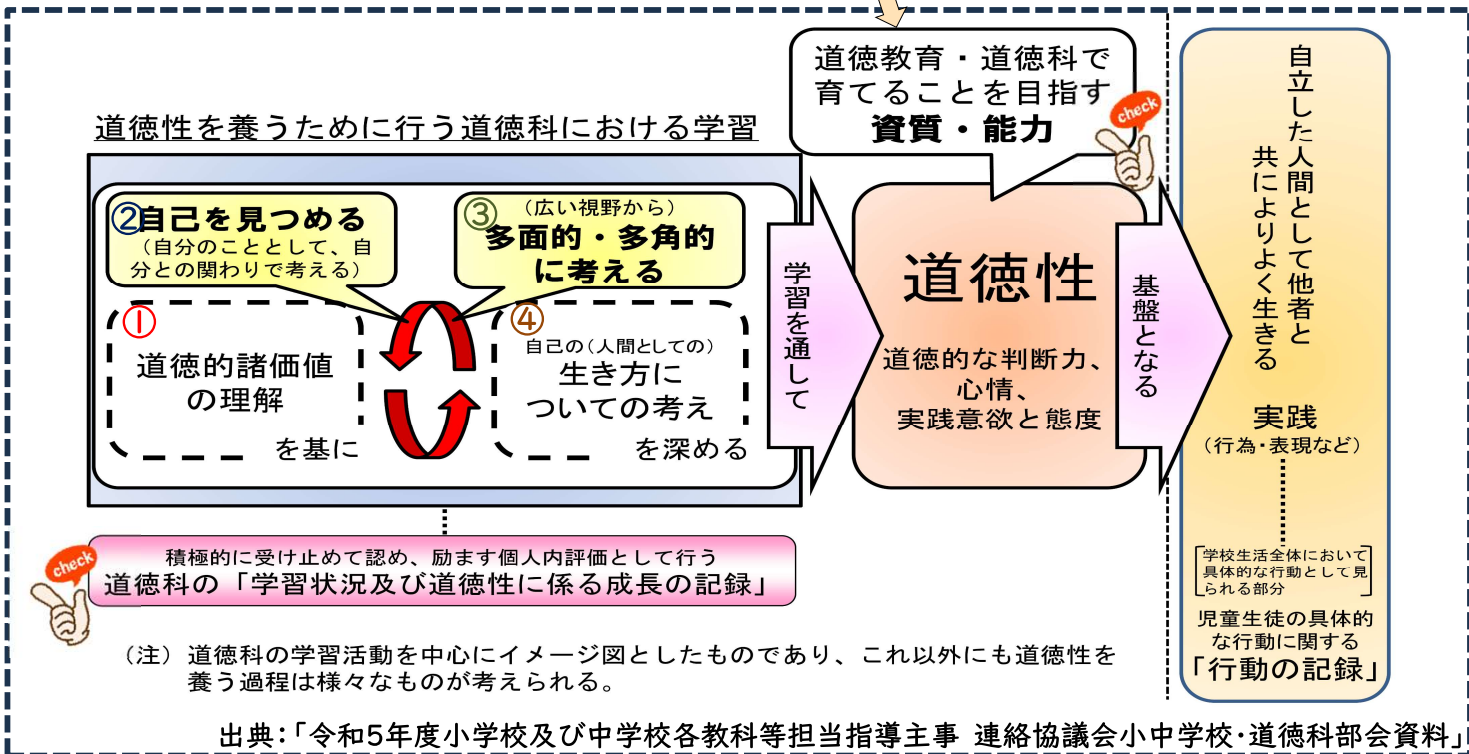 道徳性を養うために行う道徳科における学習
道徳教育・道徳科で
育てることを目指す
資質・能力
check
②自己を見つめる
(自分のこととして、自
分との関わりで考える)
③(広い視野から)
多面的・多角的
に考える
①
道徳的諸価値
の理解
を基に
④
自己の(人間としての)
生き方に
ついての考え
を深める
学習を通して
道徳性
道徳的な判断力、
心情、
実践意欲と態度
基盤となる
自立した人間として他者と
共によりよく生きる
実践
(行為・表現など)
学校生活全体において
具体的な行動として見
られる部分
児童生徒の具体的
な行動に関する
「行動の記録」
check
積極的に受け止めて認め、励ます個人内評価として行う
道徳科の「学習状況及び道徳性に係る成長の記録」
(注) 道徳科の学習活動を中心にイメージ図としたものであり、これ以外にも道徳性を
養う過程は様々なものが考えられる。
出典:「令和5年度小学校及び中学校各教科等担当指導主事 連絡協議会小中学校・道徳科部会資料」